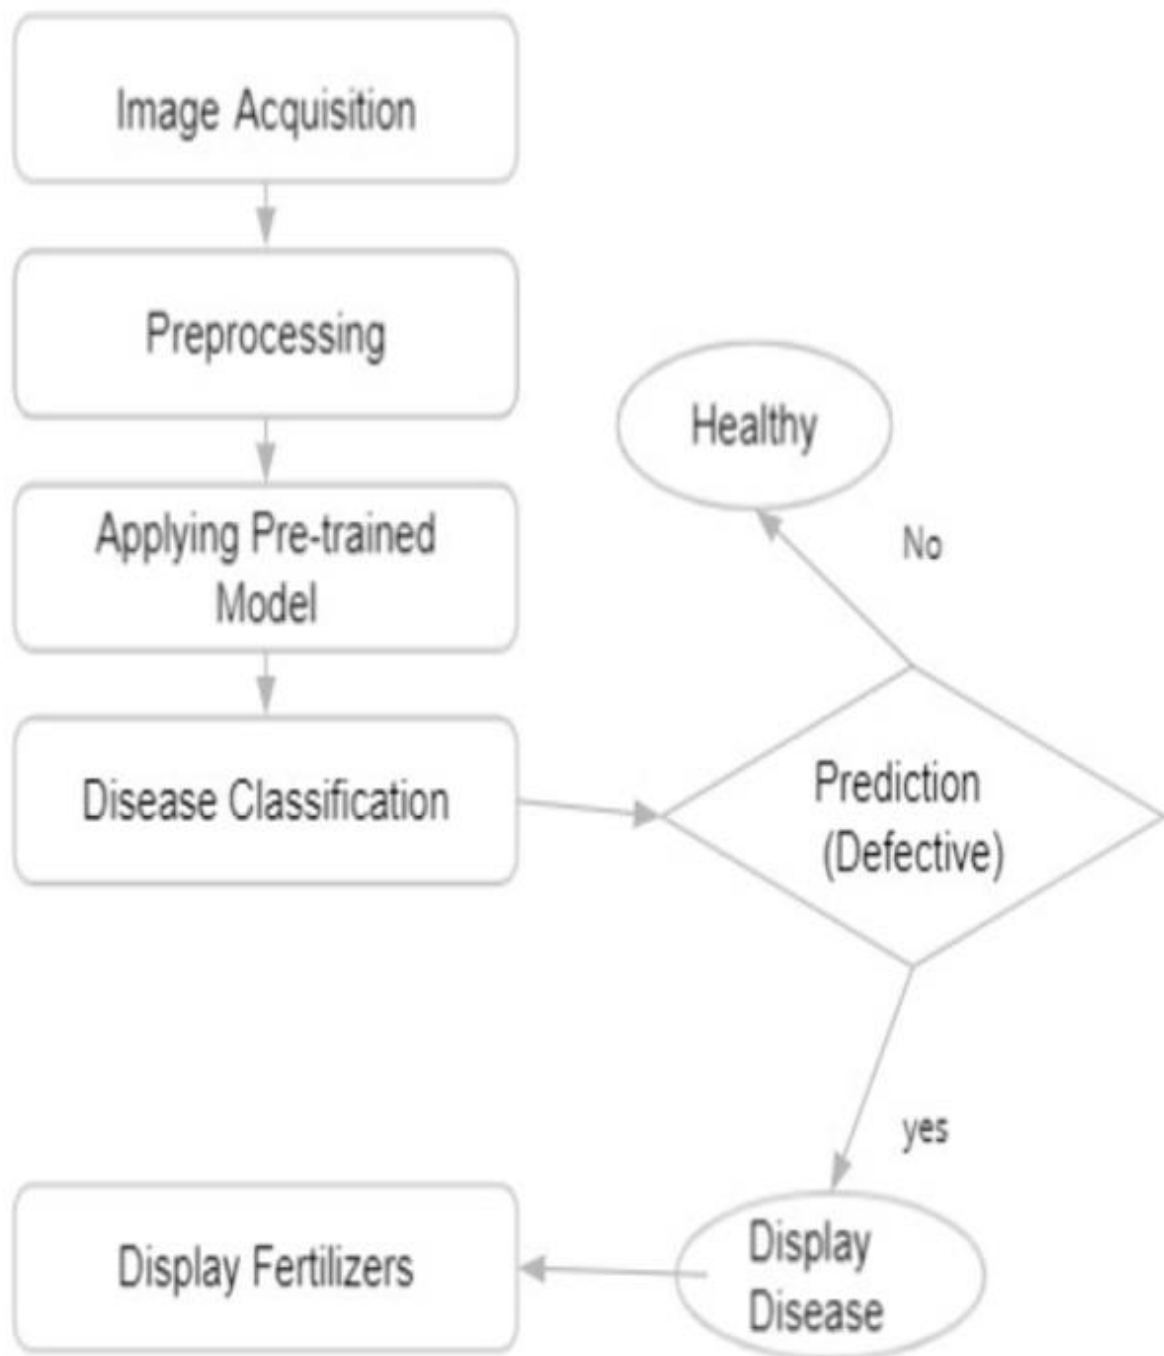 Image Acquisition
Preprocessing
Applying Pre-trained
Model
Disease Classification
Prediction
(Defective)
No
Healthy
yes
Display
Disease
Display Fertilizers